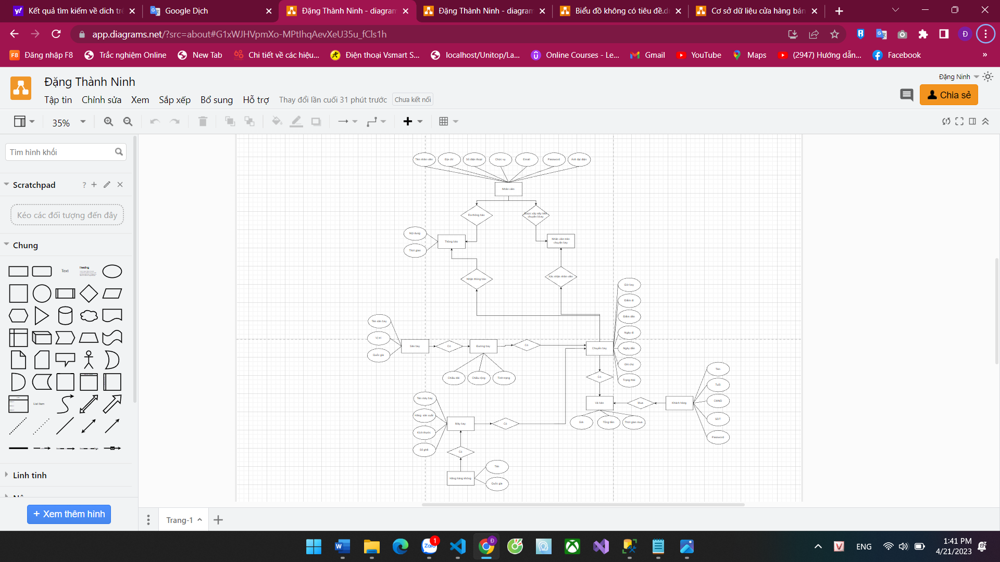 Kết quả tìm kiếm về dich trê
Google Dịch
Đặng Thành Ninh - diagram
Đặng Thành Ninh - diagram
Biểu đồ không có tiêu đề.dr
Cơ sở dữ liệu cửa hàng bán
app.diagrams.net/?src=about#G1xWJHVpmXo-MPtIhqAevXeU35u_fCls1h
Đ
Đăng nhập F8
Trắc nghiệm Online
New Tab
Chi tiết về các hiệu...
Điện thoại Vsmart S...
localhost/Unitop/La...
Online Courses - Le...
Gmail
YouTube
Maps
(2947) Hướng dẫn...
Facebook
»
Đặng Thành Ninh
Đặng Ninh
Tập tin
Chỉnh sửa
Xem
Sắp xếp
Bổ sung
Hỗ trợ
Thay đổi lần cuối 31 phút trước
Chưa kết nối
Chia sẻ
35%
Tìm hình khối
Scratchpad
?
Kéo các đối tượng đến đây
Chung
Text
Heading
List Item
Linh tinh
+ Xem thêm hình
Tên nhân viên
Địa chỉ
Số điện thoại
Chức vụ
Email
Password
Ảnh đại diện
Nhân viên
Ra thông báo
Được xắp xếp trên
chuyến bbay
Nội dung
Thông báo
Thời gian
Nhân viên trên
chuyến bay
Nhận thông báo
Xác nhận nhân viên
Giờ bay
Điểm đi
Điểm đến
Ngày đi
Ngày đến
Ghi chú
Trạng thái
Tên sân bay
Vị trí
Quốc gia
Sân bay
Có
Đường bay
Có
Chuyến bay
Chiều dài
Chiều rộng
Tình trạng
Có
Vé bán
Mua
Khách hàng
Tên
Tuổi
CMND
SDT
Password
Giá
Tổng tiền
Thời gian mua
Tên máy bay
Hãng sản xuất
Kích thước
Số ghế
Máy bay
Có
Có
Hãng hàng không
Tên
Quốc gia
Trang-1
Zalo
1
Đ
ENG
1:41 PM
4/21/2023